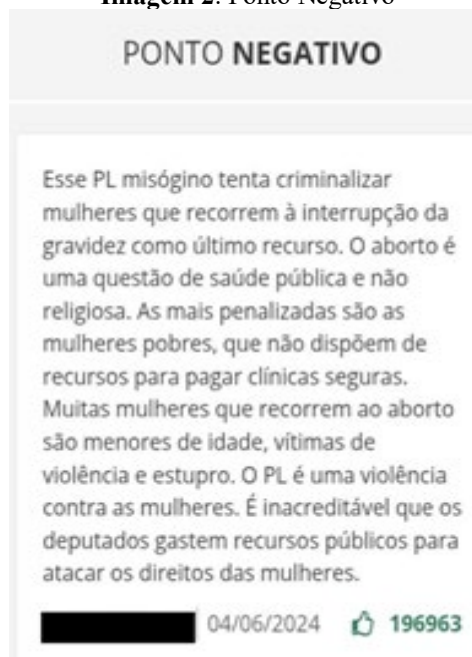 Imagem 2: Ponto Negativo
PONTO NEGATIVO
Esse PL misógino tenta criminalizar
mulheres que recorrem à interrupção da
gravidez como último recurso. O aborto é
uma questão de saúde pública e não
religiosa. As mais penalizadas são as
mulheres pobres, que não dispõem de
recursos para pagar clínicas seguras.
Muitas mulheres que recorrem ao aborto
são menores de idade, vítimas de
violência e estupro. O PL é uma violência
contra as mulheres. É inacreditável que os
deputados gastem recursos públicos para
atacar os direitos das mulheres.
04/06/2024 196963